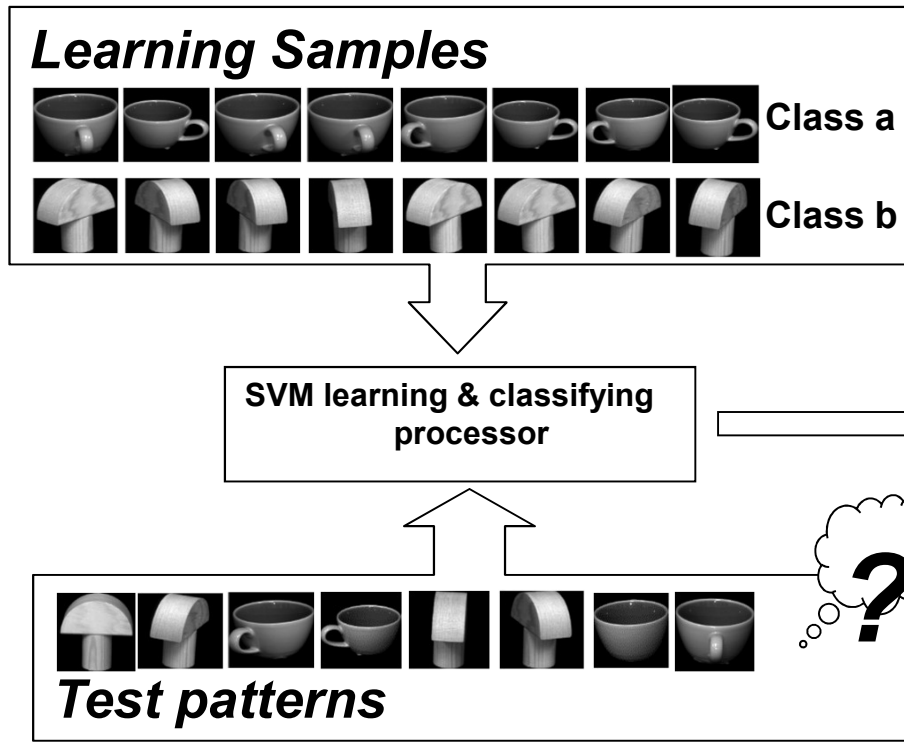 Learning Samples
Class a
Class b
SVM learning & classifying
processor
?
Test patterns